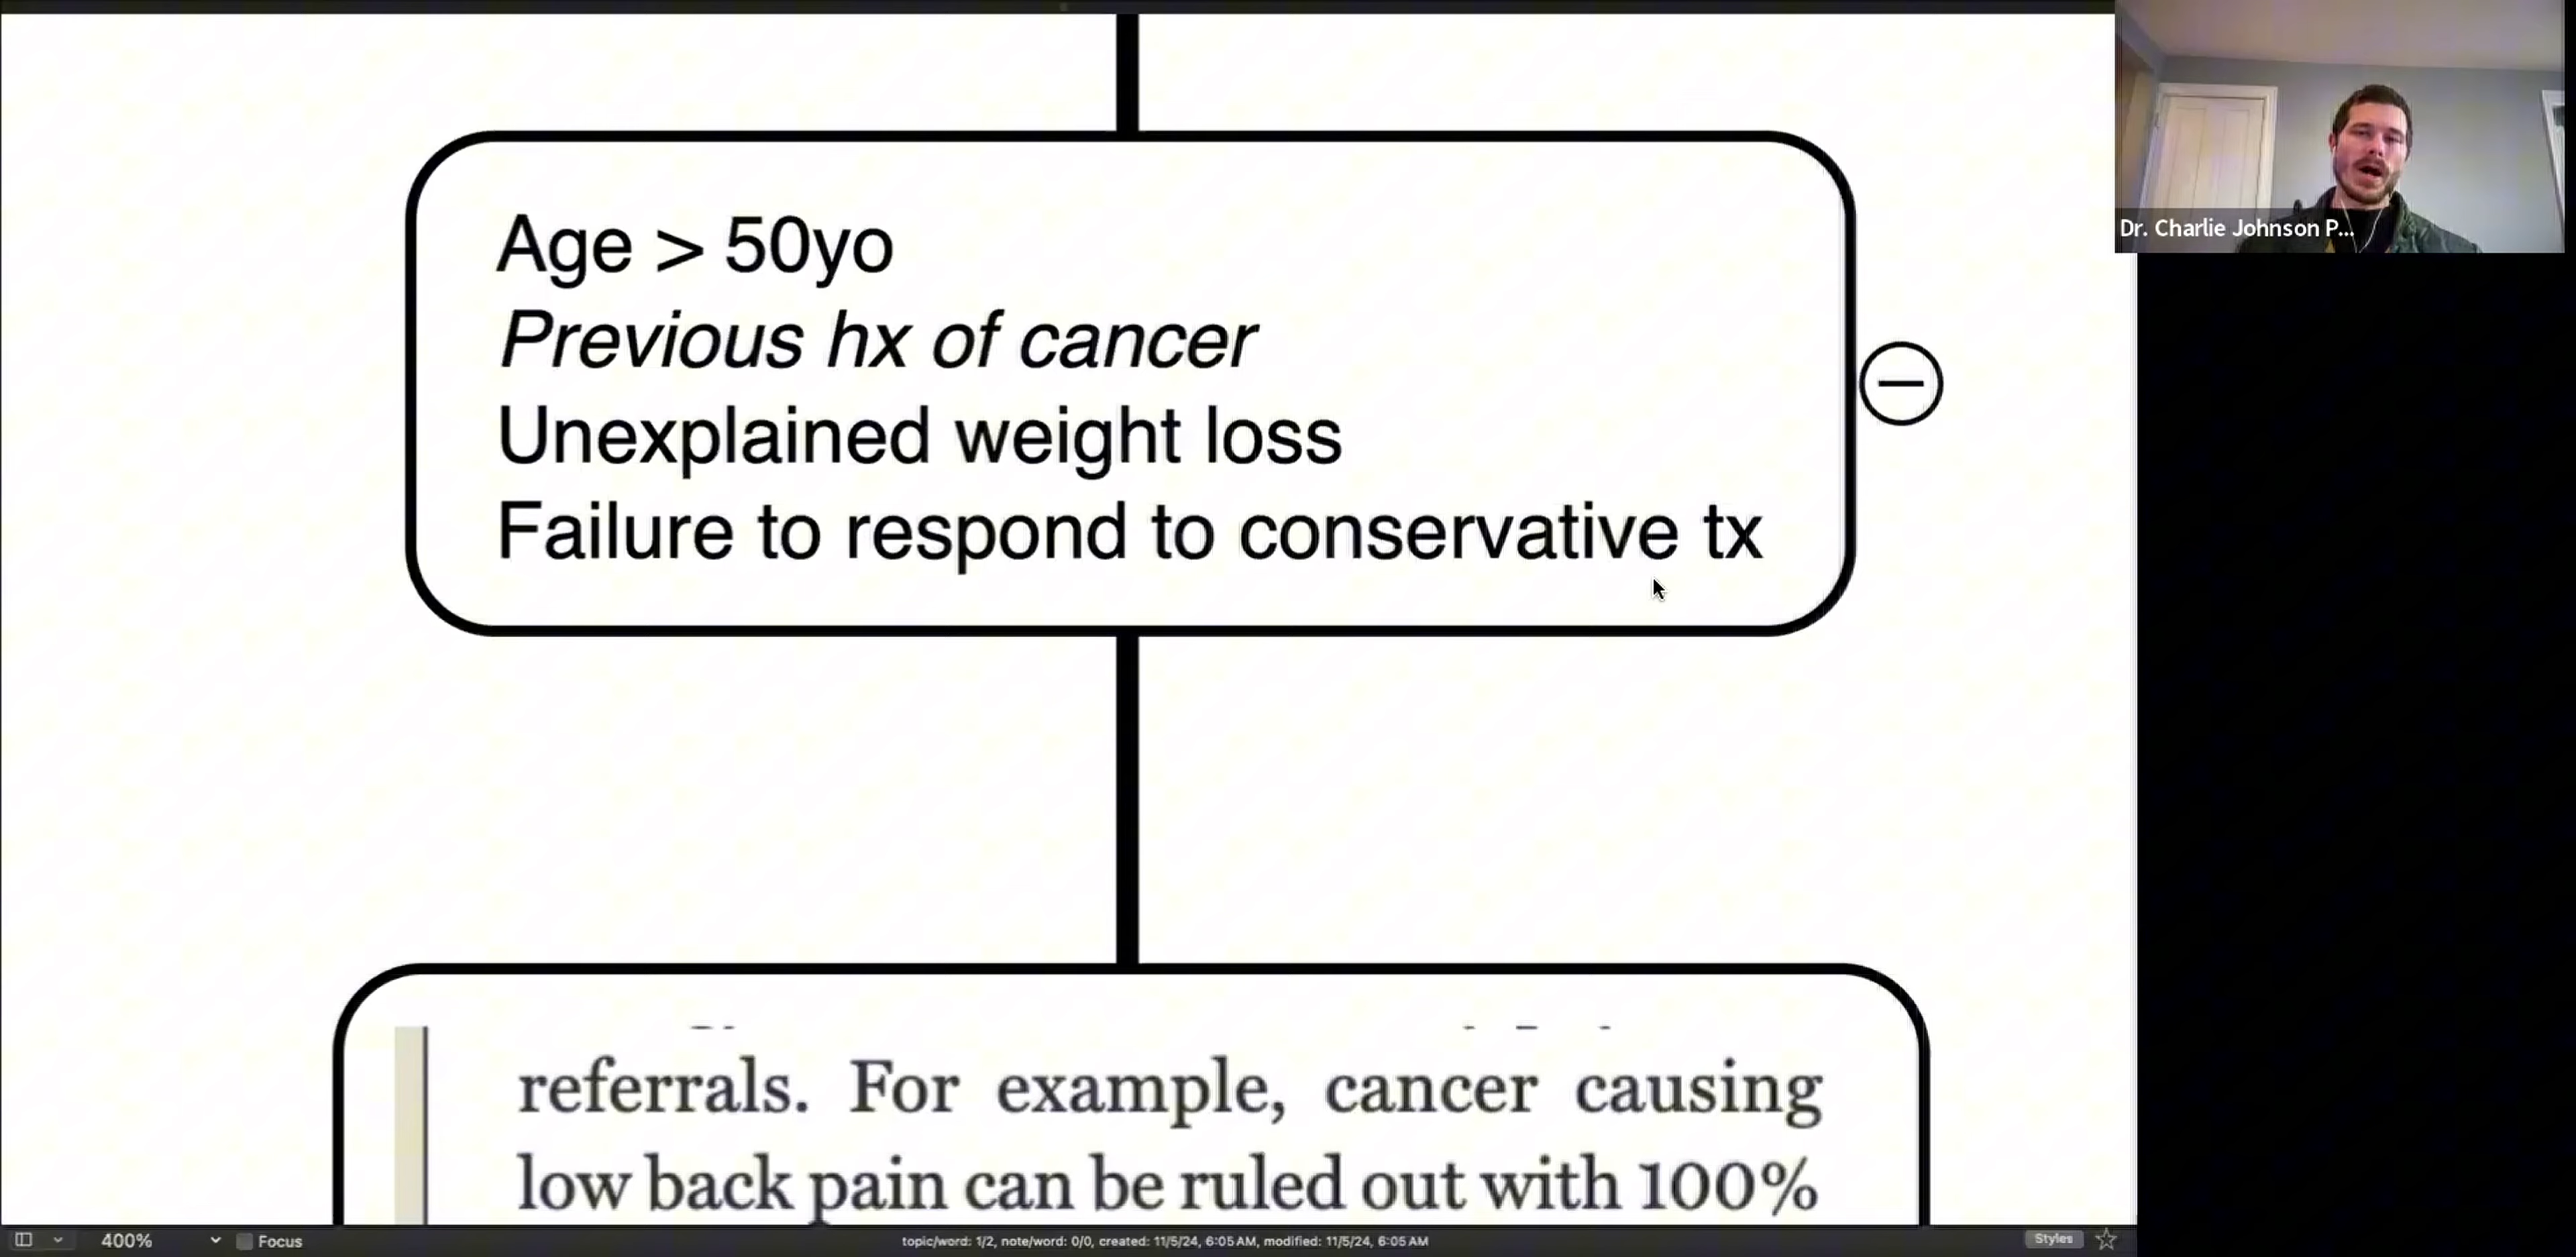 Age > 50yo
Previous hx of cancer
Unexplained weight loss
Failure to respond to conservative tx
Dr. Charlie Johnson P...
referrals. For example, cancer causing
low back pain can be ruled out with 100%
400%
Focus
topic/word: 1/2, note/word: 0/0, created: 11/5/24, 6:05 AM, modified: 11/5/24, 6:05 AM
Styles